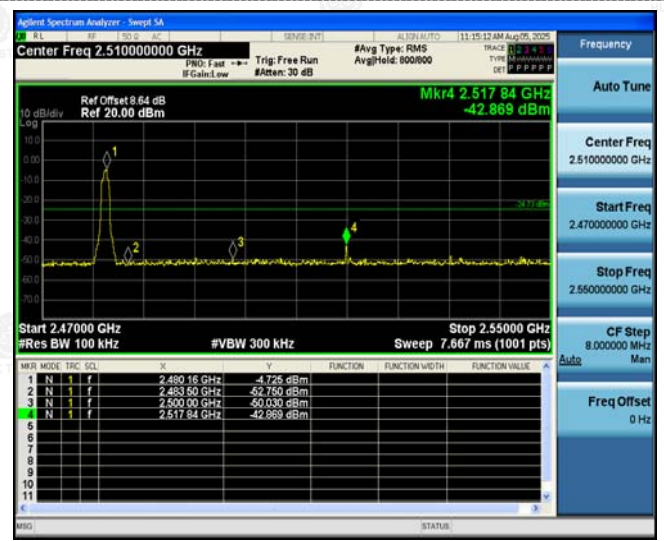 Agilent Spectrum Analyzer - Swept SA
RL RF 50 Ω AC SENSE:INT ALIGN AUTO 11:15:12 AM Aug 05, 2025
Center Freq 2.510000000 GHz
PNO: Fast Trig: Free Run
IFGain:Low #Atten: 30 dB
#Avg Type: RMS
Avg|Hold: 800/800
TRACE 1 2 3 4 5 6
TYPE
DET P P P P P P
Frequency
Mkr4 2.517 84 GHz
-42.869 dBm
Ref Offset 8.64 dB
10 dB/div Ref 20.00 dBm
Log
10.0
0.00
-10.0
-20.0
-30.0
-40.0
-50.0
-60.0
-70.0
1
2
3
4
-24.73 dBm
Start 2.47000 GHz Stop 2.55000 GHz
#Res BW 100 kHz #VBW 300 kHz Sweep 7.667 ms (1001 pts)
MKR MODE TRC SCL X Y FUNCTION FUNCTION WIDTH FUNCTION VALUE
1 N 1 f 2.480 16 GHz -4.725 dBm
2 N 1 f 2.483 50 GHz -52.750 dBm
3 N 1 f 2.500 00 GHz -50.030 dBm
4 N 1 f 2.517 84 GHz -42.869 dBm
5
6
7
8
9
10
11
Auto Tune
Center Freq
2.510000000 GHz
Start Freq
2.470000000 GHz
Stop Freq
2.550000000 GHz
CF Step
8.000000 MHz
Auto Man
Freq Offset
0 Hz
MSG STATUS